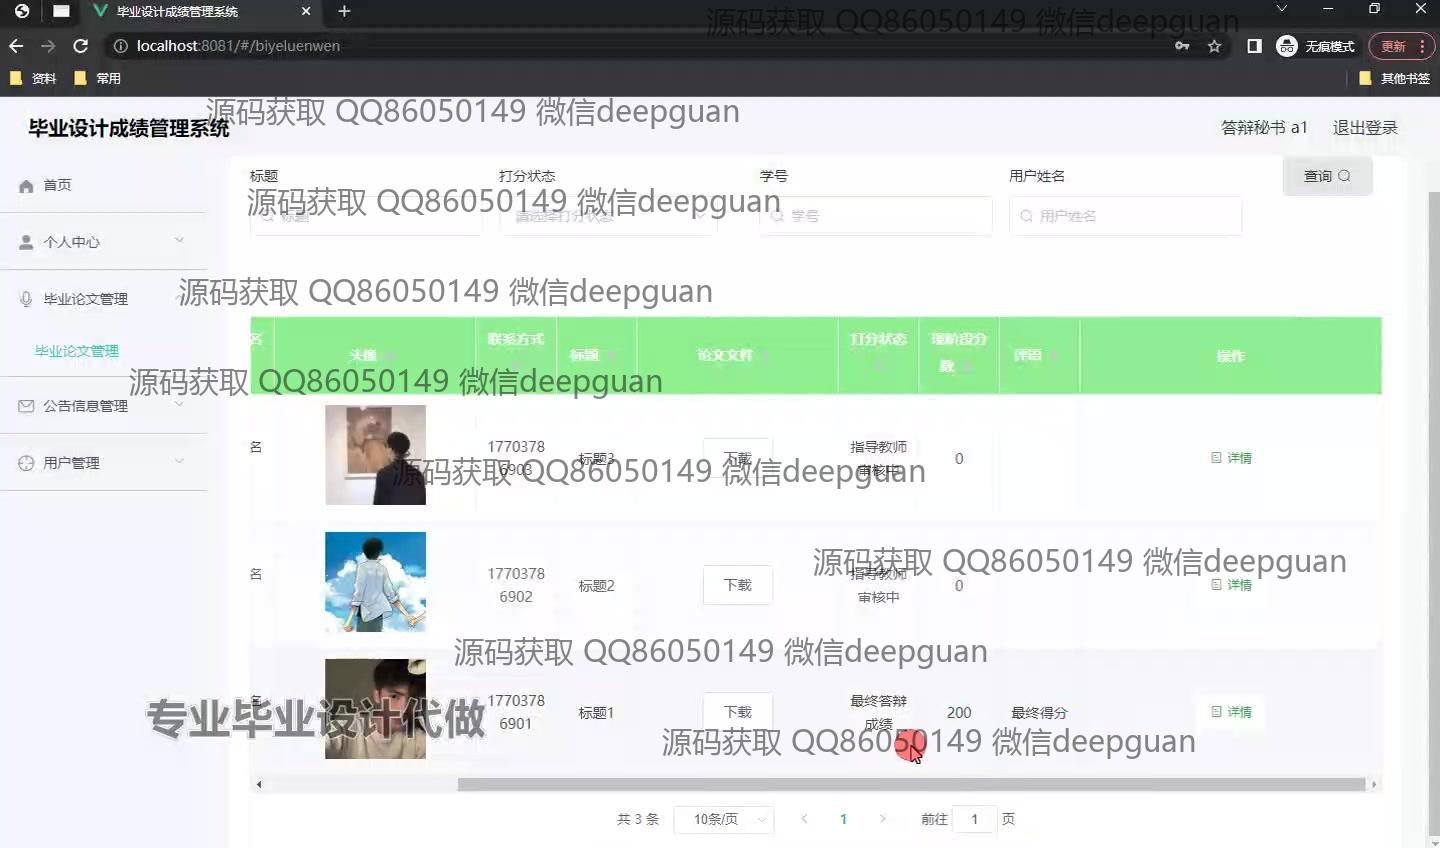 毕业设计成绩管理系统
localhost:8081/#/biyeluenwen
无痕模式
更新
资料
常用
其他书签
源码获取 QQ86050149 微信deepguan
源码获取 QQ86050149 微信deepguan
毕业设计成绩管理系统
答辩秘书 a1
退出登录
首页
个人中心
毕业论文管理
毕业论文管理
公告信息管理
用户管理
标题
打分状态
学号
用户姓名
查询
源码获取 QQ86050149 微信deepguan
标题
请选择打分状态
学号
用户姓名
源码获取 QQ86050149 微信deepguan
名
头像
联系方式
标题
论文文件
打分状态
现阶段分数
评语
操作
源码获取 QQ86050149 微信deepguan
名
1770378
6903
标题3
下载
指导教师
审核中
0
详情
源码获取 QQ86050149 微信deepguan
源码获取 QQ86050149 微信deepguan
名
1770378
6902
标题2
下载
指导教师
审核中
0
详情
源码获取 QQ86050149 微信deepguan
名
1770378
6901
标题1
下载
最终答辩
成绩
200
最终得分
详情
专业毕业设计代做
源码获取 QQ86050149 微信deepguan
共 3 条
10条/页
1
前往 1 页